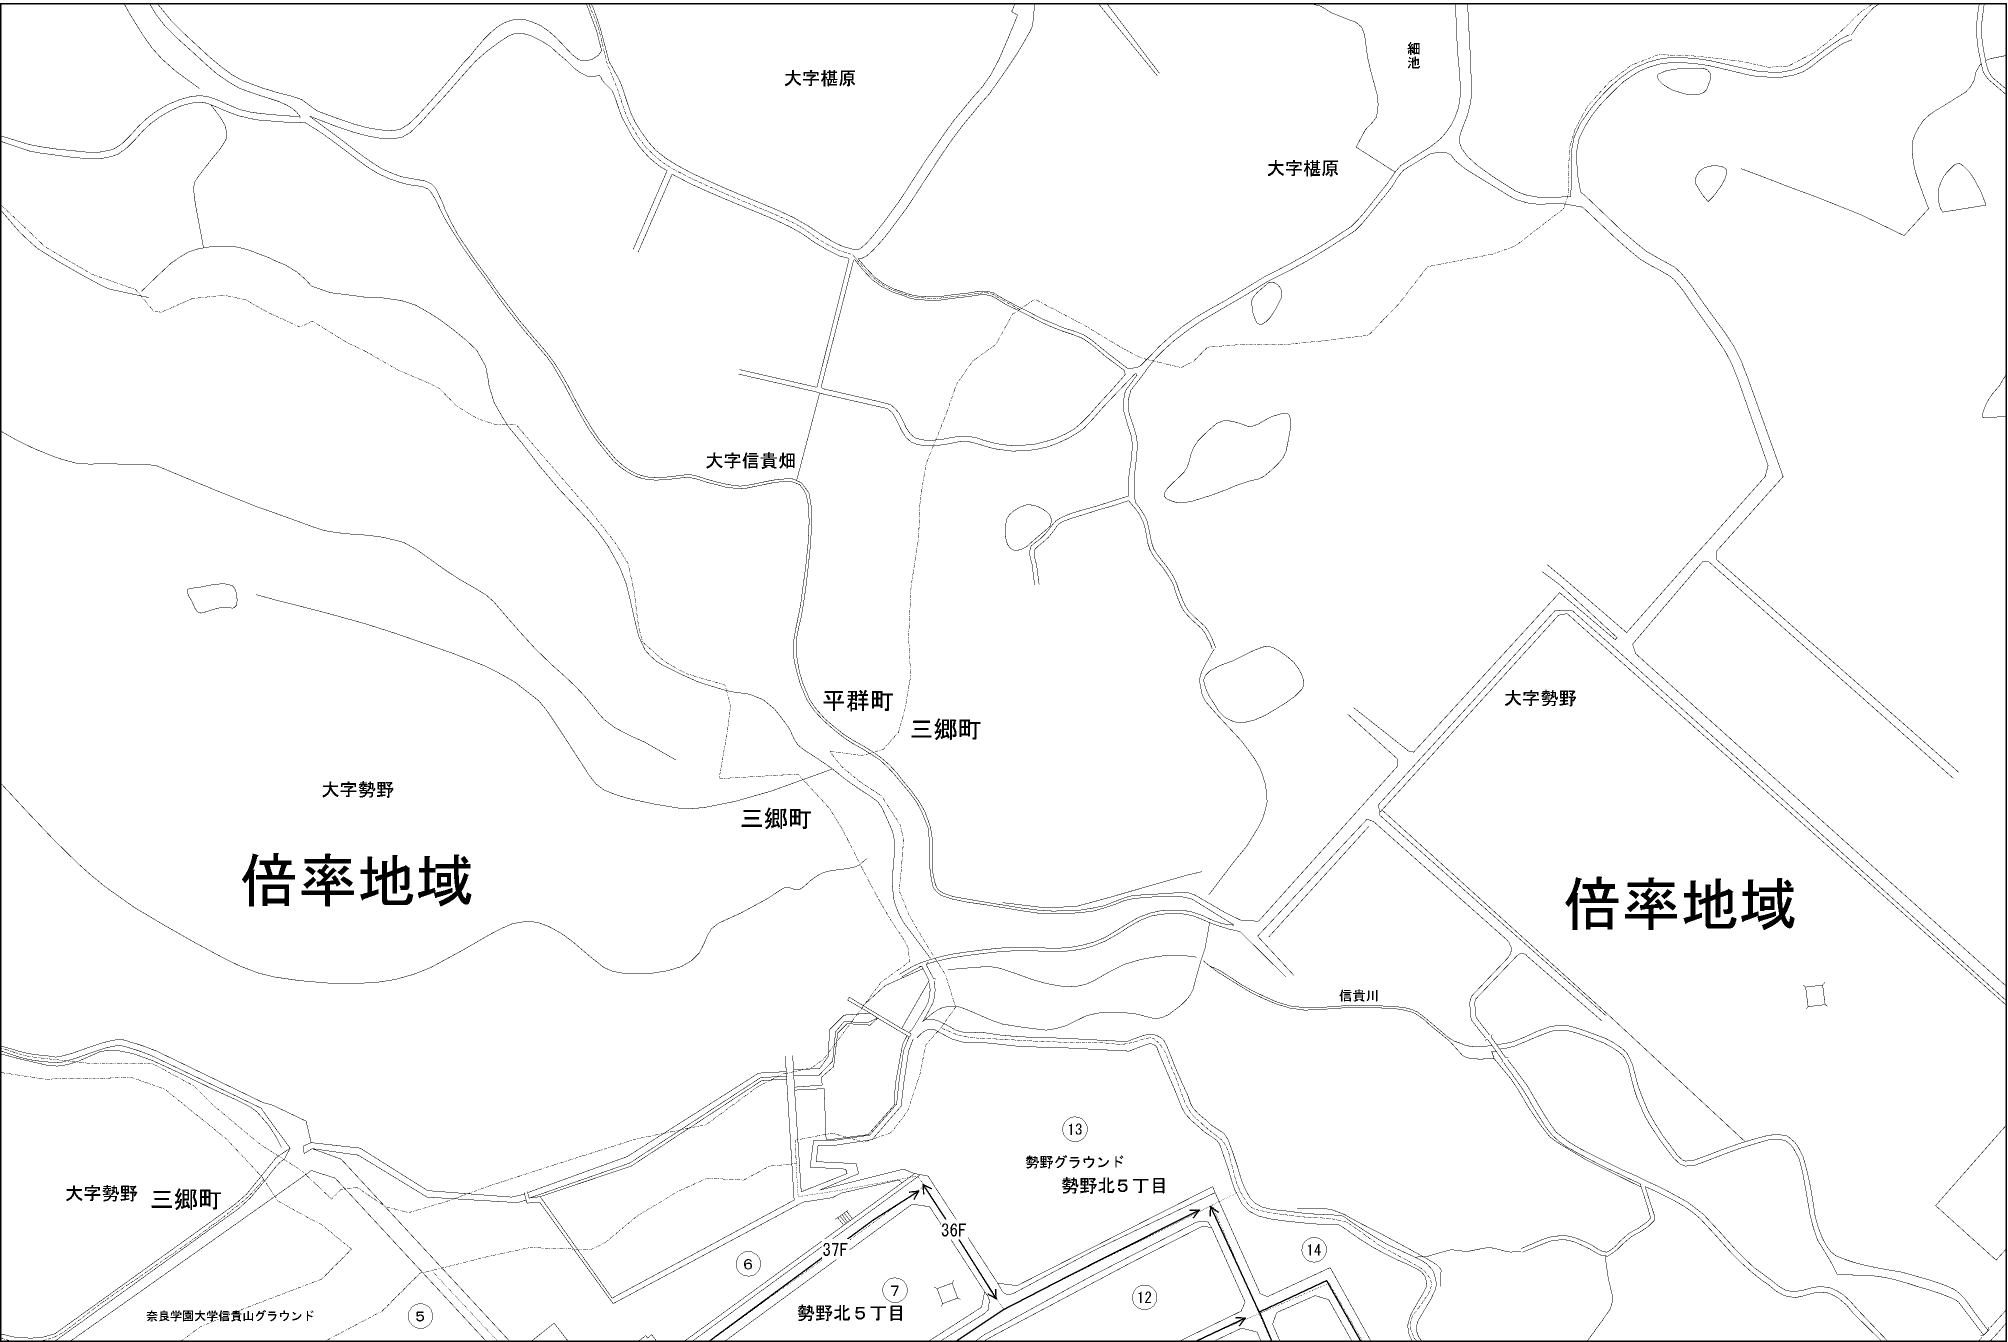 細池
大字椹原
大字椹原
大字信貴畑
平群町
三郷町
大字勢野
大字勢野
三郷町
倍率地域
倍率地域
信貴川
⑬
勢野グラウンド
勢野北5丁目
大字勢野
三郷町
36F
37F
⑭
⑥
⑦
⑫
勢野北5丁目
奈良学園大学信貴山グラウンド
⑤